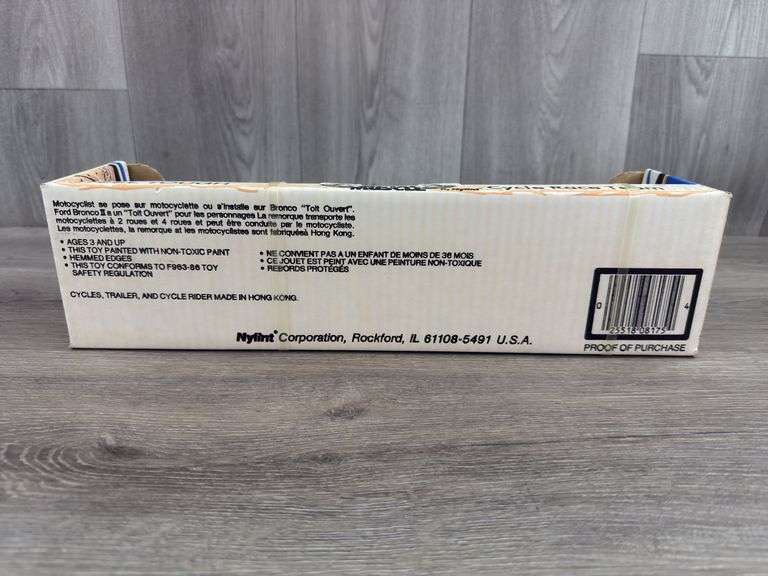 Cycle Race Team
Motocyclist se pose sur motocyclette ou s'installe sur Bronco "Toit Ouvert".
Ford Bronco II a un "Toit Ouvert" pour les personnages La remorque transporte les
motocyclettes à 2 roues et 4 roues et peut être conduite par le motocycliste.
Les motocyclettes, la remorque at les motocyclistes sont fabriquésà Hong Kong.
• AGES 3 AND UP
• THIS TOY PAINTED WITH NON-TOXIC PAINT
• HEMMED EDGES
• THIS TOY CONFORMS TO F963-86 TOY
SAFETY REGULATION
• NE CONVIENT PAS A UN ENFANT DE MOINS DE 36 MOIS
• CE JOUET EST PEINT AVEC UNE PEINTURE NON-TOXIQUE
• REBORDS PROTÉGÉS
CYCLES, TRAILER, AND CYCLE RIDER MADE IN HONG KONG.
0 25518-08175 4
PROOF OF PURCHASE
Nylint® Corporation, Rockford, IL 61108-5491 U.S.A.